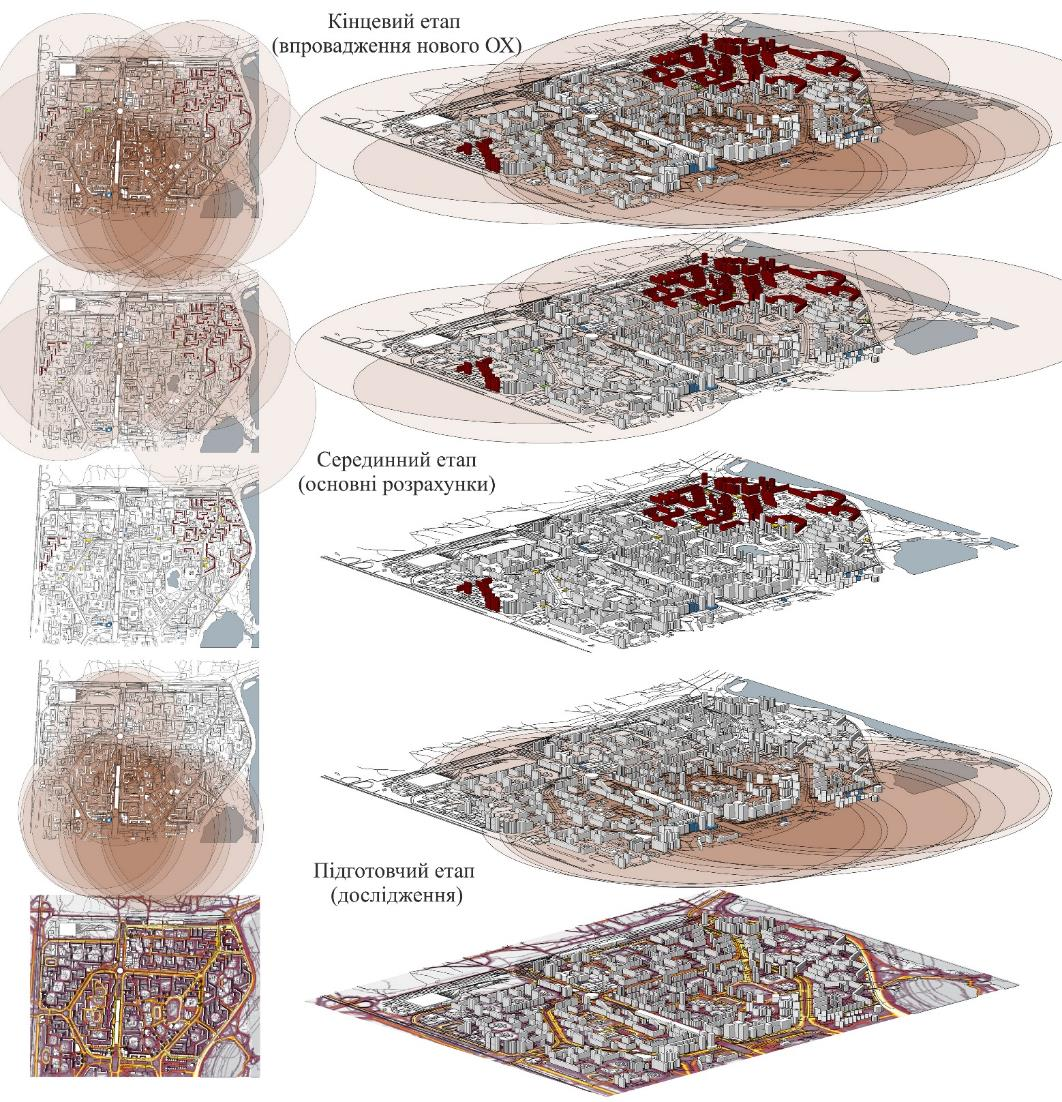 Кінцевий етап
(впровадження нового ОХ)
Серединний етап
(основні розрахунки)
Підготовчий етап
(дослідження)